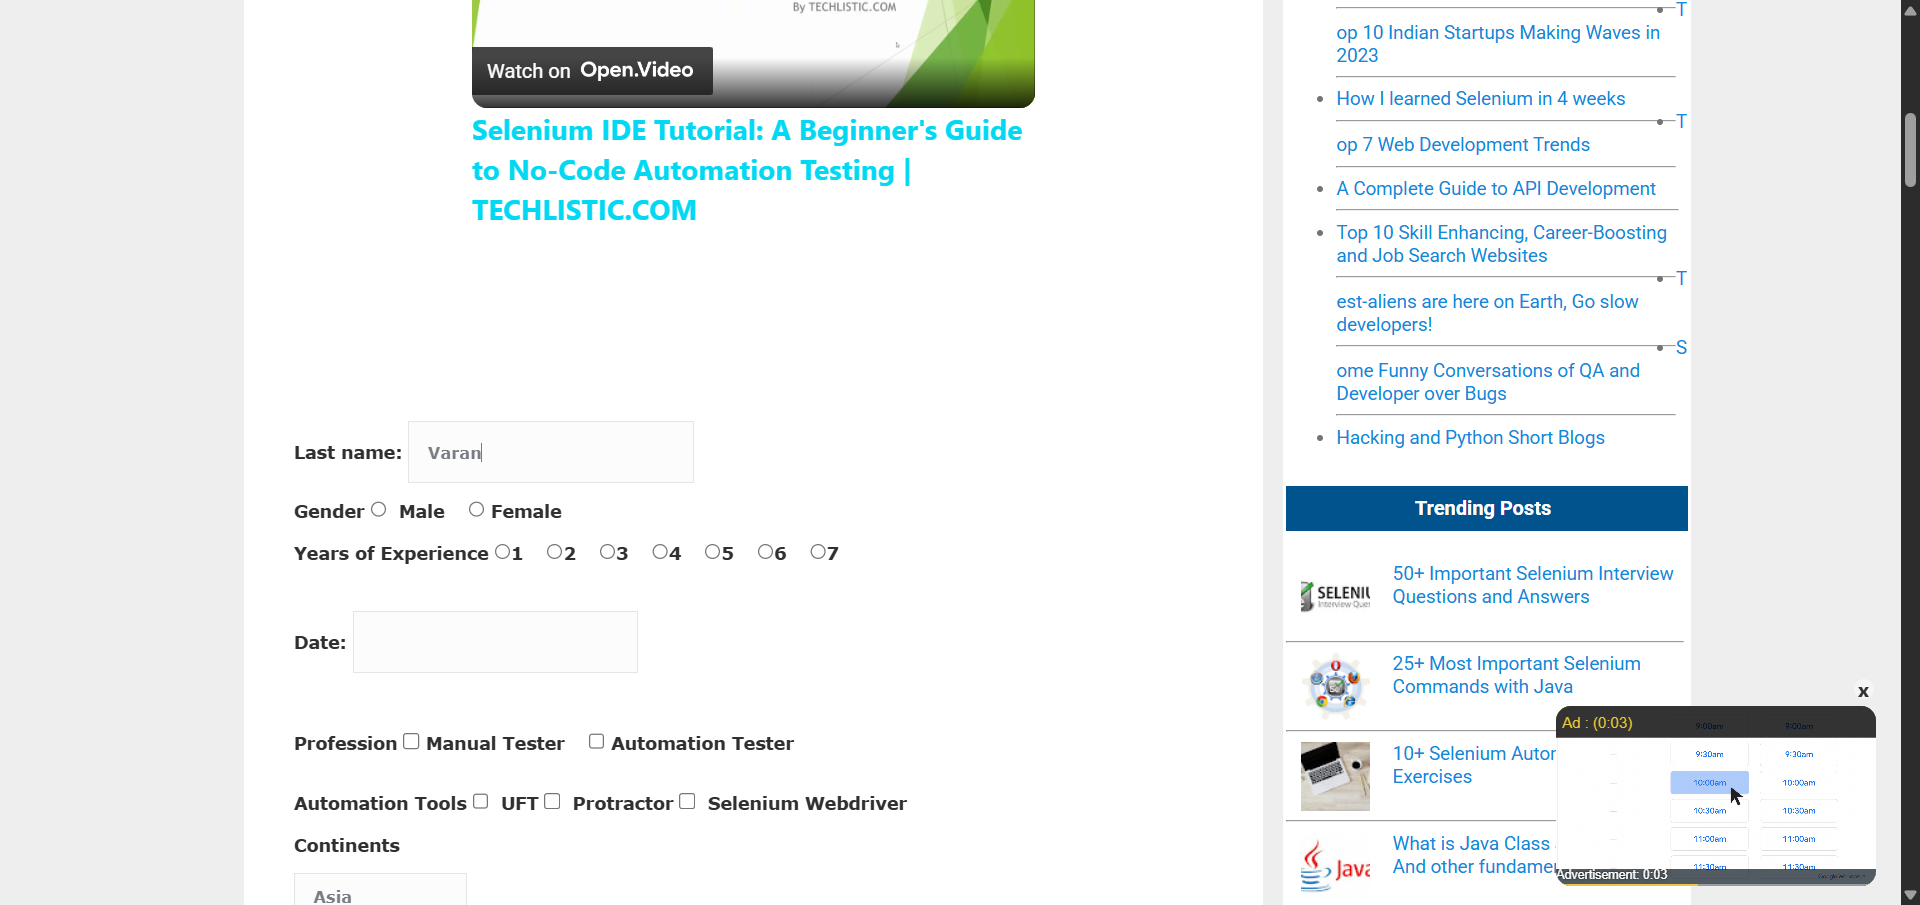 By TECHLISTIC.COM
Watch on Open.Video
Selenium IDE Tutorial: A Beginner's Guide
to No-Code Automation Testing |
TECHLISTIC.COM
Last name: Varan
Gender Male Female
Years of Experience 1 2 3 4 5 6 7
Date:
Profession Manual Tester Automation Tester
Automation Tools UFT Protractor Selenium Webdriver
Continents
Asia
T
op 10 Indian Startups Making Waves in
2023
How I learned Selenium in 4 weeks
T
op 7 Web Development Trends
A Complete Guide to API Development
Top 10 Skill Enhancing, Career-Boosting
and Job Search Websites
T
est-aliens are here on Earth, Go slow
developers!
S
ome Funny Conversations of QA and
Developer over Bugs
Hacking and Python Short Blogs
Trending Posts
SELENIU
Interview Que
50+ Important Selenium Interview
Questions and Answers
25+ Most Important Selenium
Commands with Java
10+ Selenium Autor
Exercises
Java
What is Java Class
And other fundame
x
Ad : (0:03)
9:00am 9:00am
9:30am 9:30am
10:00am 10:00am
10:30am 10:30am
11:00am 11:00am
11:30am 11:30am
Advertisement: 0:03